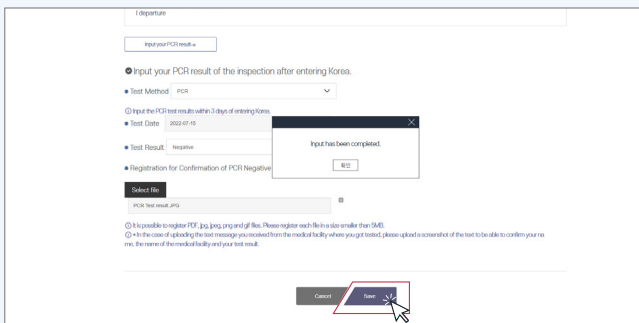 l departure
Input your PCR result
Input your PCR result of the inspection after entering Korea.
Test Method PCR
Input the PCR test results within 3 days of entering Korea.
Test Date 2022-07-15
Input has been completed.
Test Result Negative
확인
Registration for Confirmation of PCR Negative
Select file
PCR Test result.JPG
It is possible to register PDF, jpg, jpeg, png and gif files. Please register each file in a size smaller than 5MB.
• In the case of uploading the text message you received from the medical facility where you got tested, please upload a screenshot of the text to be able to confirm your na
me, the name of the medical facility and your test result.
Cancel Save